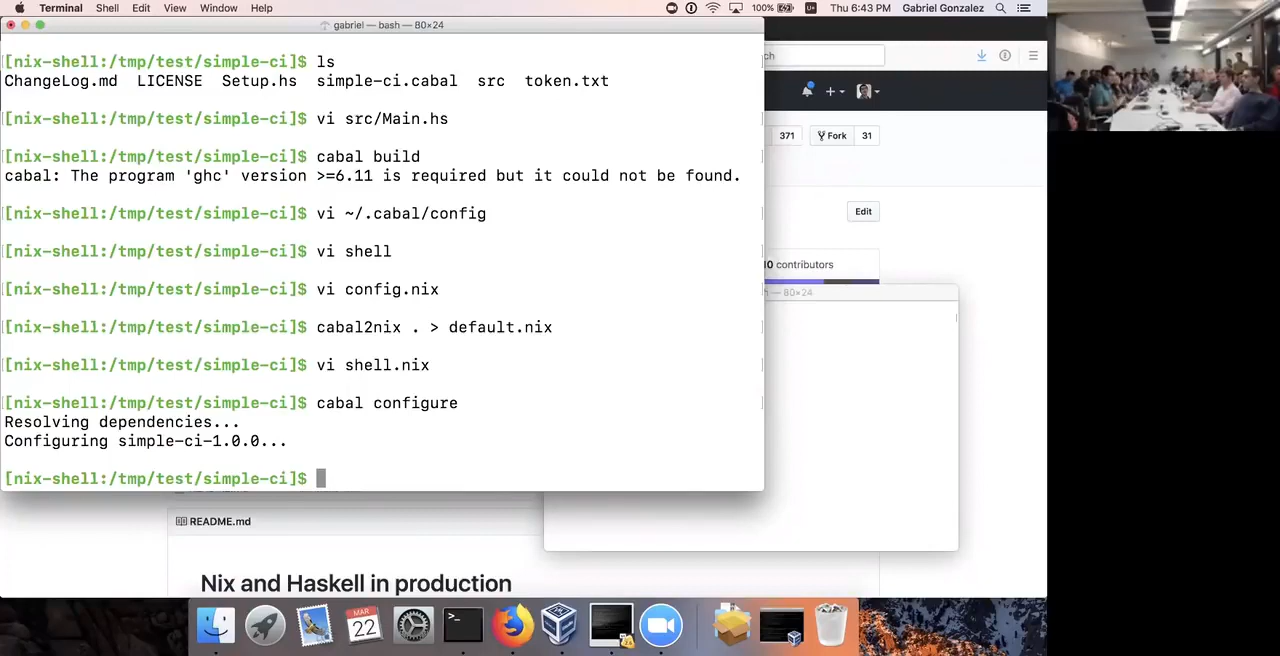 Terminal Shell Edit View Window Help 100% Thu 6:43 PM Gabriel Gonzalez
gabriel — bash — 80×24
[nix-shell:/tmp/test/simple-ci]$ ls
ChangeLog.md LICENSE Setup.hs simple-ci.cabal src token.txt
[nix-shell:/tmp/test/simple-ci]$ vi src/Main.hs
[nix-shell:/tmp/test/simple-ci]$ cabal build
cabal: The program 'ghc' version >=6.11 is required but it could not be found.
[nix-shell:/tmp/test/simple-ci]$ vi ~/.cabal/config
[nix-shell:/tmp/test/simple-ci]$ vi shell
[nix-shell:/tmp/test/simple-ci]$ vi config.nix
[nix-shell:/tmp/test/simple-ci]$ cabal2nix . > default.nix
[nix-shell:/tmp/test/simple-ci]$ vi shell.nix
[nix-shell:/tmp/test/simple-ci]$ cabal configure
Resolving dependencies...
Configuring simple-ci-1.0.0...
[nix-shell:/tmp/test/simple-ci]$
ch
371 Fork 31
Edit
10 contributors
h — 80×24
README.md
Nix and Haskell in production
MAR
22
>_